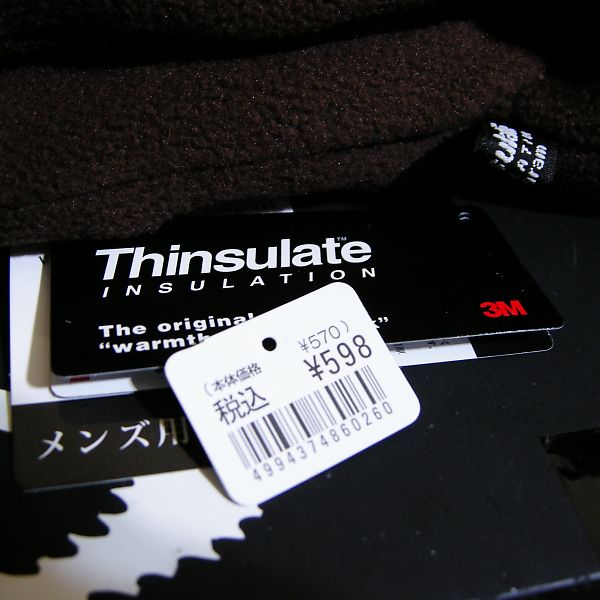 Thinsulate™
INSULATION
3M
The original
"warmth
(本体価格 ¥570)
税込 ¥598
4994374860260
メンズ用